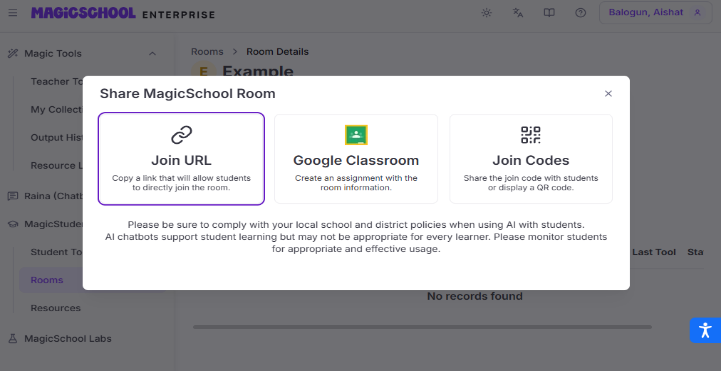 MAGICSCHOOL ENTERPRISE
Balogun, Aishat
Magic Tools
Teacher To
My Collect
Output Hist
Resource L
Raina (Chatb
MagicStuden
Student To
Rooms
Resources
MagicSchool Labs
Rooms > Room Details
E Example
Share MagicSchool Room
Join URL
Copy a link that will allow students
to directly join the room.
Google Classroom
Create an assignment with the
room information.
Join Codes
Share the join code with students
or display a QR code.
Please be sure to comply with your local school and district policies when using AI with students.
AI chatbots support student learning but may not be appropriate for every learner. Please monitor students
for appropriate and effective usage.
Last Tool Sta
No records found